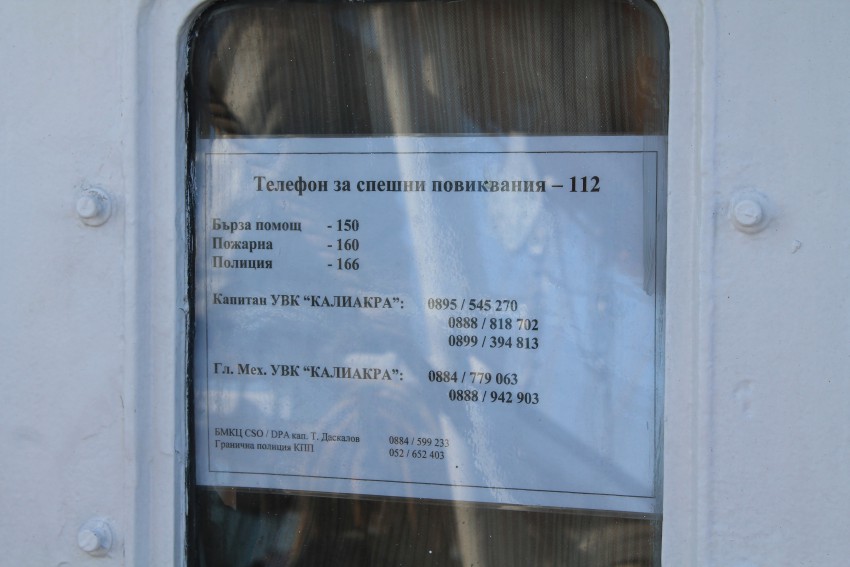 Телефон за спешни повиквания – 112
Бърза помощ - 150
Пожарна - 160
Полиция - 166
Капитан УВК “КАЛИАКРА”: 0895 / 545 270
0888 / 818 702
0899 / 394 813
Гл. Мех. УВК “КАЛИАКРА”: 0884 / 779 063
0888 / 942 903
БМКЦ CSO / DPA кап. Т. Даскалов 0884 / 599 233
Гранична полиция КПП 052 / 652 403